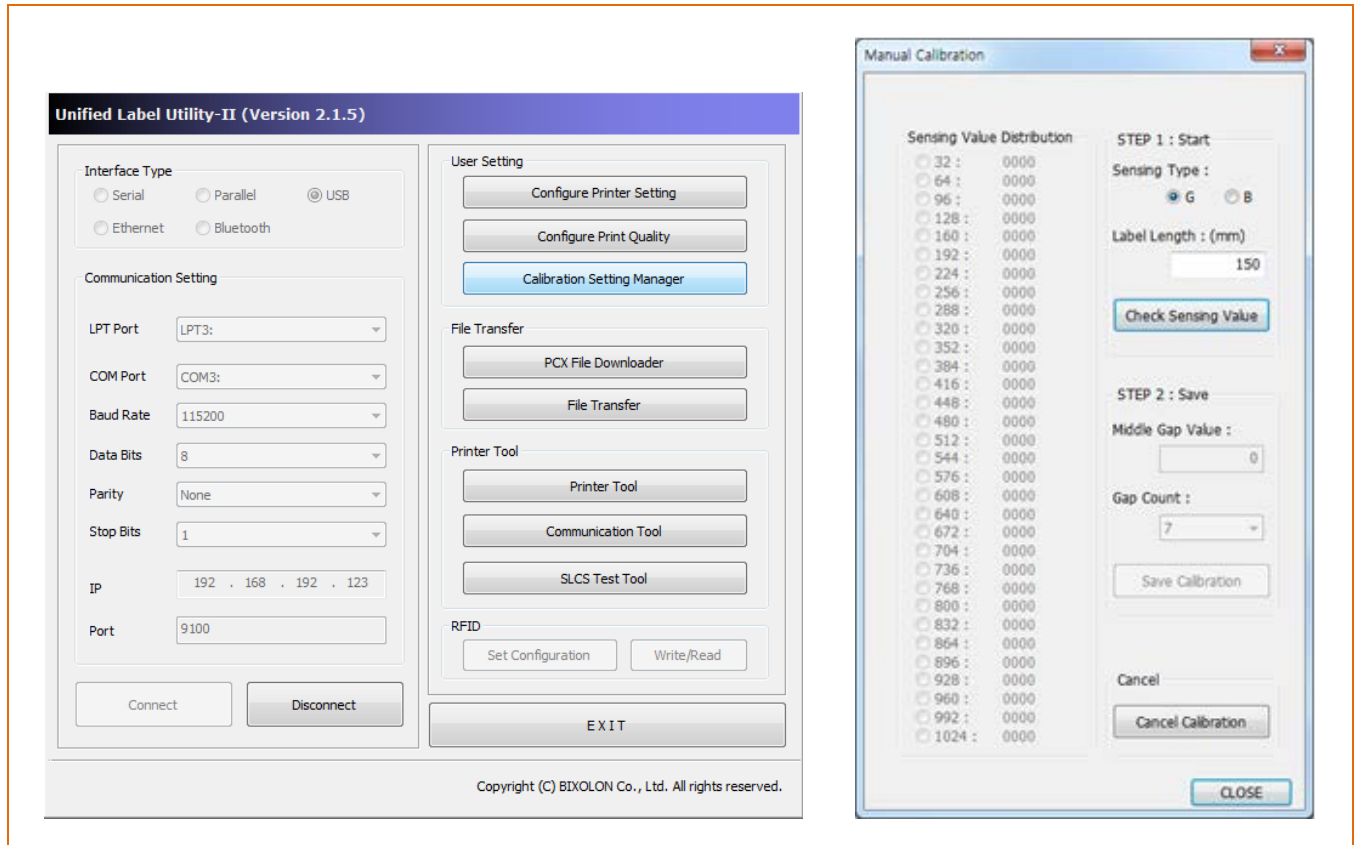 Unified Label Utility-II (Version 2.1.5)
Interface Type
Serial Parallel USB
Ethernet Bluetooth
Communication Setting
LPT Port LPT3:
COM Port COM3:
Baud Rate 115200
Data Bits 8
Parity None
Stop Bits 1
IP 192 . 168 . 192 . 123
Port 9100
Connect Disconnect
User Setting
Configure Printer Setting
Configure Print Quality
Calibration Setting Manager
File Transfer
PCX File Downloader
File Transfer
Printer Tool
Printer Tool
Communication Tool
SLCS Test Tool
RFID
Set Configuration Write/Read
EXIT
Copyright (C) BIXOLON Co., Ltd. All rights reserved.
Manual Calibration
Sensing Value Distribution
32 : 0000
64 : 0000
96 : 0000
128 : 0000
160 : 0000
192 : 0000
224 : 0000
256 : 0000
288 : 0000
320 : 0000
352 : 0000
384 : 0000
416 : 0000
448 : 0000
480 : 0000
512 : 0000
544 : 0000
576 : 0000
608 : 0000
640 : 0000
672 : 0000
704 : 0000
736 : 0000
768 : 0000
800 : 0000
832 : 0000
864 : 0000
896 : 0000
928 : 0000
960 : 0000
992 : 0000
1024 : 0000
STEP 1 : Start
Sensing Type :
G B
Label Length : (mm)
150
Check Sensing Value
STEP 2 : Save
Middle Gap Value :
0
Gap Count :
7
Save Calibration
Cancel
Cancel Calibration
CLOSE